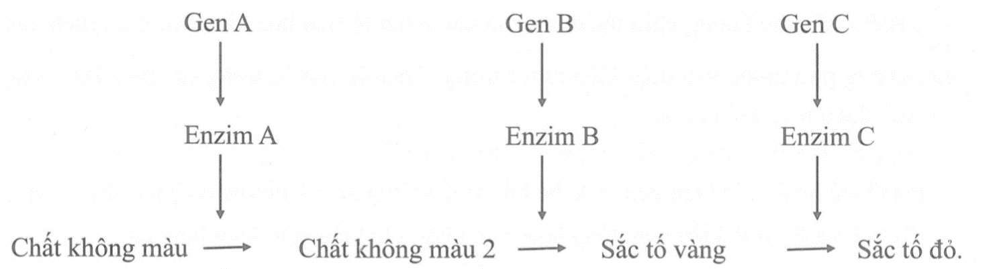 Gen A Gen B Gen C
Enzim A Enzim B Enzim C
Chất không màu Chất không màu 2 Sắc tố vàng Sắc tố đỏ.